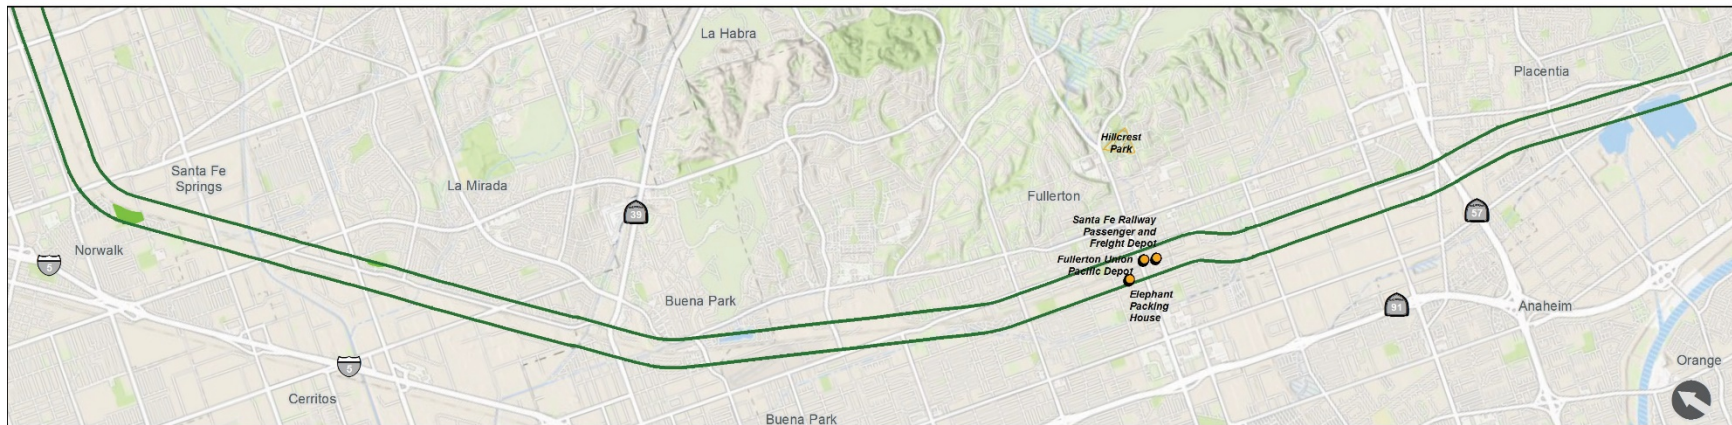 La Habra
Placentia
Hillcrest
Park
Santa Fe
Springs
La Mirada
Fullerton
39
57
Santa Fe Railway
Passenger and
Freight Depot
Norwalk
5
Fullerton Union
Pacific Depot
Elephant
Packing
House
Buena Park
91
Anaheim
5
Orange
Cerritos
Buena Park